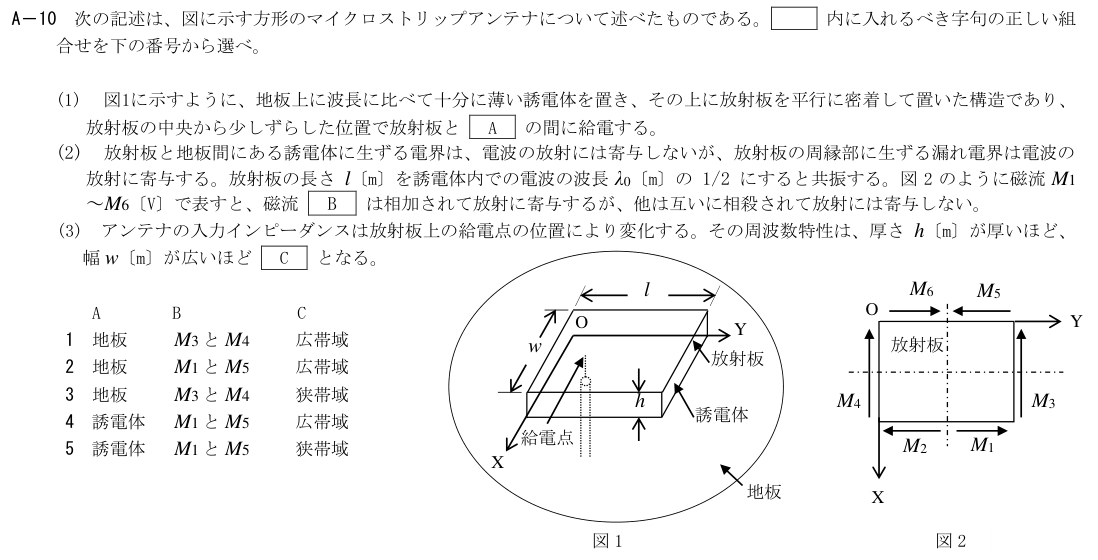 A－10 次の記述は、図に示す方形のマイクロストリップアンテナについて述べたものである。 内に入れるべき字句の正しい組
合せを下の番号から選べ。
(1) 図1に示すように、地板上に波長に比べて十分に薄い誘電体を置き、その上に放射板を平行に密着して置いた構造であり、
放射板の中央から少しずらした位置で放射板と A の間に給電する。
(2) 放射板と地板間にある誘電体に生ずる電界は、電波の放射には寄与しないが、放射板の周縁部に生ずる漏れ電界は電波の
放射に寄与する。放射板の長さ l〔m〕を誘電体内での電波の波長 λ0〔m〕の 1/2 にすると共振する。図 2 のように磁流 M1
～M6〔V〕で表すと、磁流 B は相加されて放射に寄与するが、他は互いに相殺されて放射には寄与しない。
(3) アンテナの入力インピーダンスは放射板上の給電点の位置により変化する。その周波数特性は、厚さ h〔m〕が厚いほど、
幅 w〔m〕が広いほど C となる。
A B C
1 地板 M3 と M4 広帯域
2 地板 M1 と M5 広帯域
3 地板 M3 と M4 狭帯域
4 誘電体 M1 と M5 広帯域
5 誘電体 M1 と M5 狭帯域
l
O
Y
w
放射板
h
誘電体
給電点
X
地板
図 1
M6 M5
O
Y
放射板
M4
M3
M2 M1
X
図 2